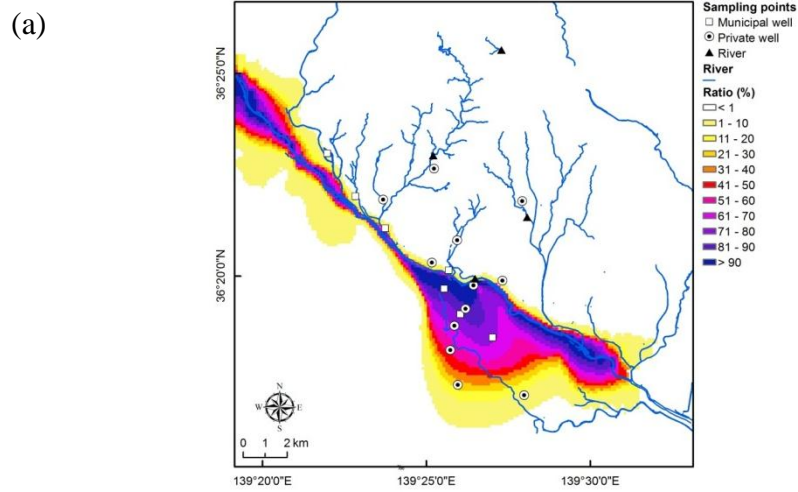 (a)
Sampling points
Municipal well
Private well
River
River
Ratio (%)
< 1
1 - 10
11 - 20
21 - 30
31 - 40
41 - 50
51 - 60
61 - 70
71 - 80
81 - 90
> 90
36°25'0"N
36°20'0"N
N
W E
S
0 1 2 km
139°20'0"E 139°25'0"E 139°30'0"E